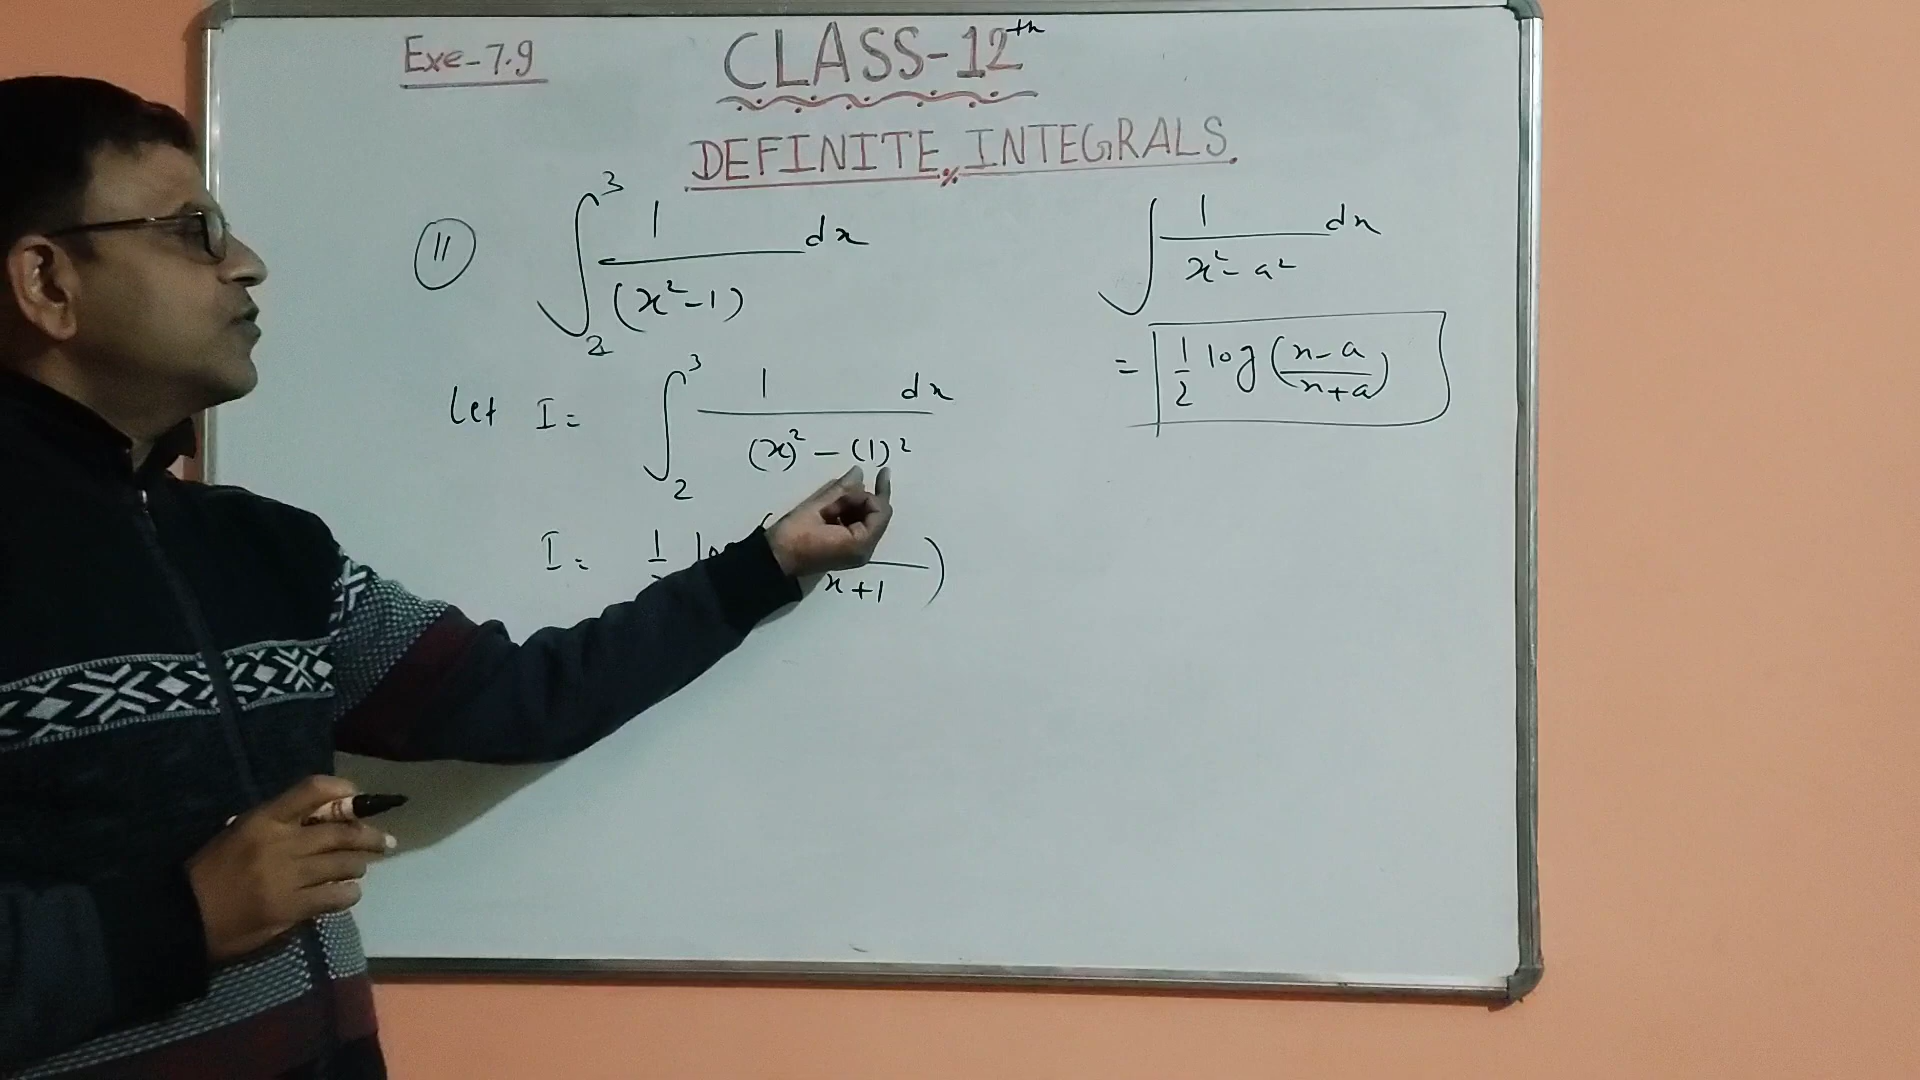 Exe-7.9
CLASS-12th
DEFINITE INTEGRALS.
11 ∫₂³ 1/(x²-1) dx
∫ 1/(x²-a²) dx
= 1/2 log (x-a/x+a)
Let I = ∫₂³ 1/((x)²-(1)²) dx
I = x+1)